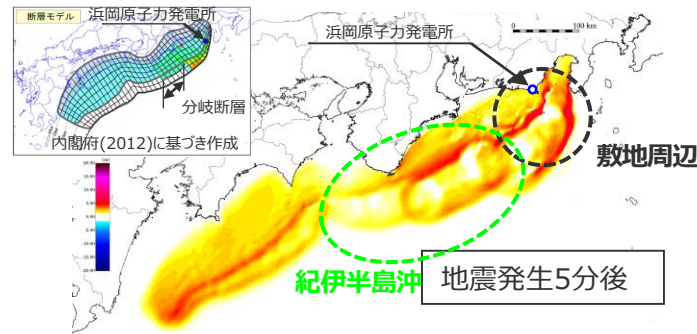 断層モデル
浜岡原子力発電所
分岐断層
内閣府(2012)に基づき作成
浜岡原子力発電所
0
100 km
敷地周辺
紀伊半島沖
地震発生5分後